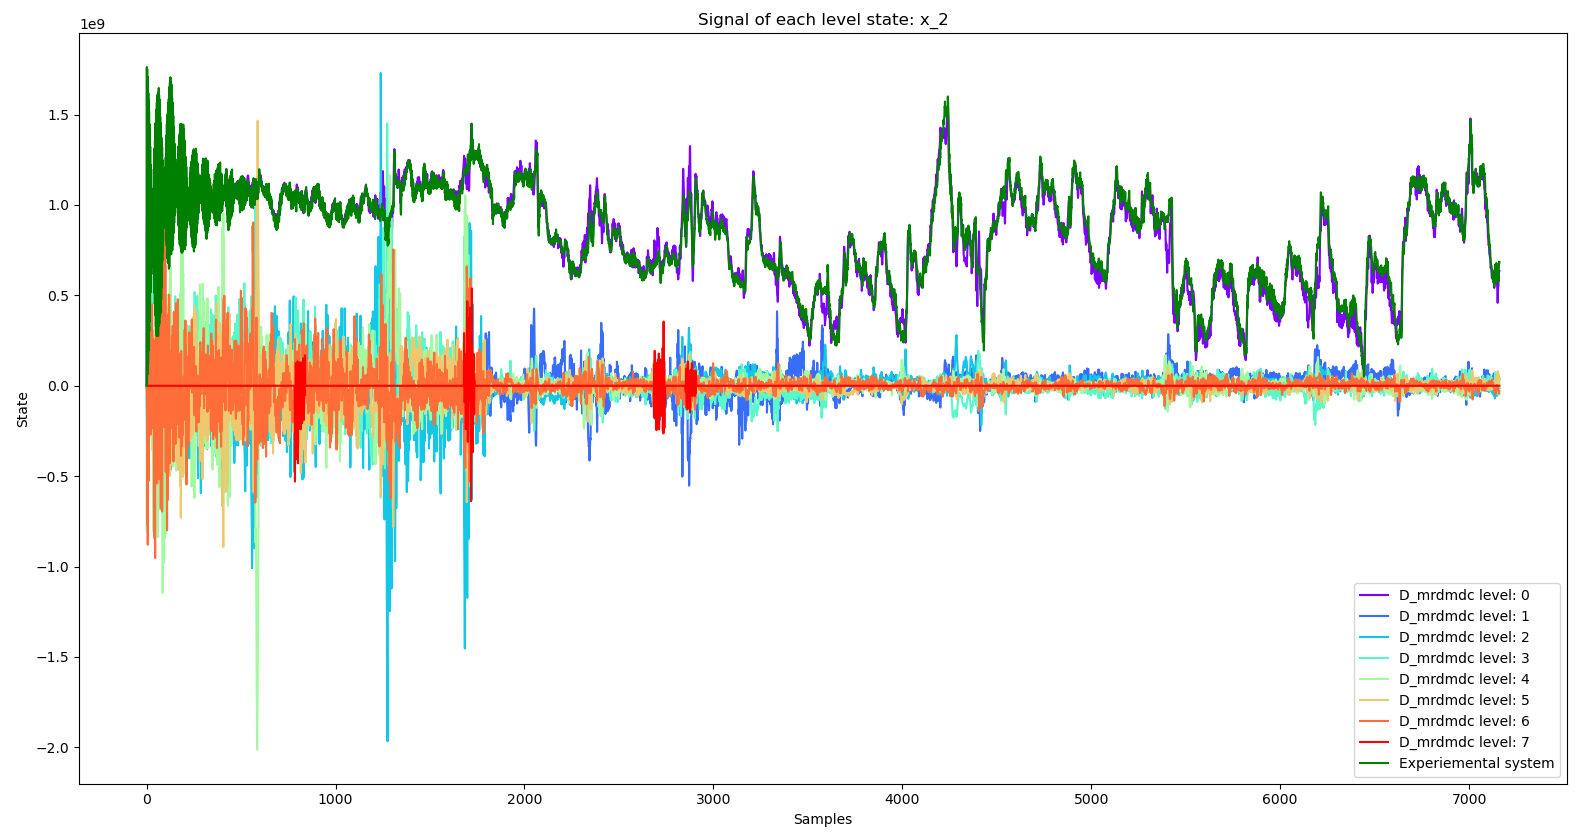 Signal of each level state: x_2
1e9
1.5
1.0
0.5
0.0
−0.5
−1.0
−1.5
−2.0
State
0 1000 2000 3000 4000 5000 6000 7000
Samples
D_mrdmdc level: 0
D_mrdmdc level: 1
D_mrdmdc level: 2
D_mrdmdc level: 3
D_mrdmdc level: 4
D_mrdmdc level: 5
D_mrdmdc level: 6
D_mrdmdc level: 7
Experiemental system